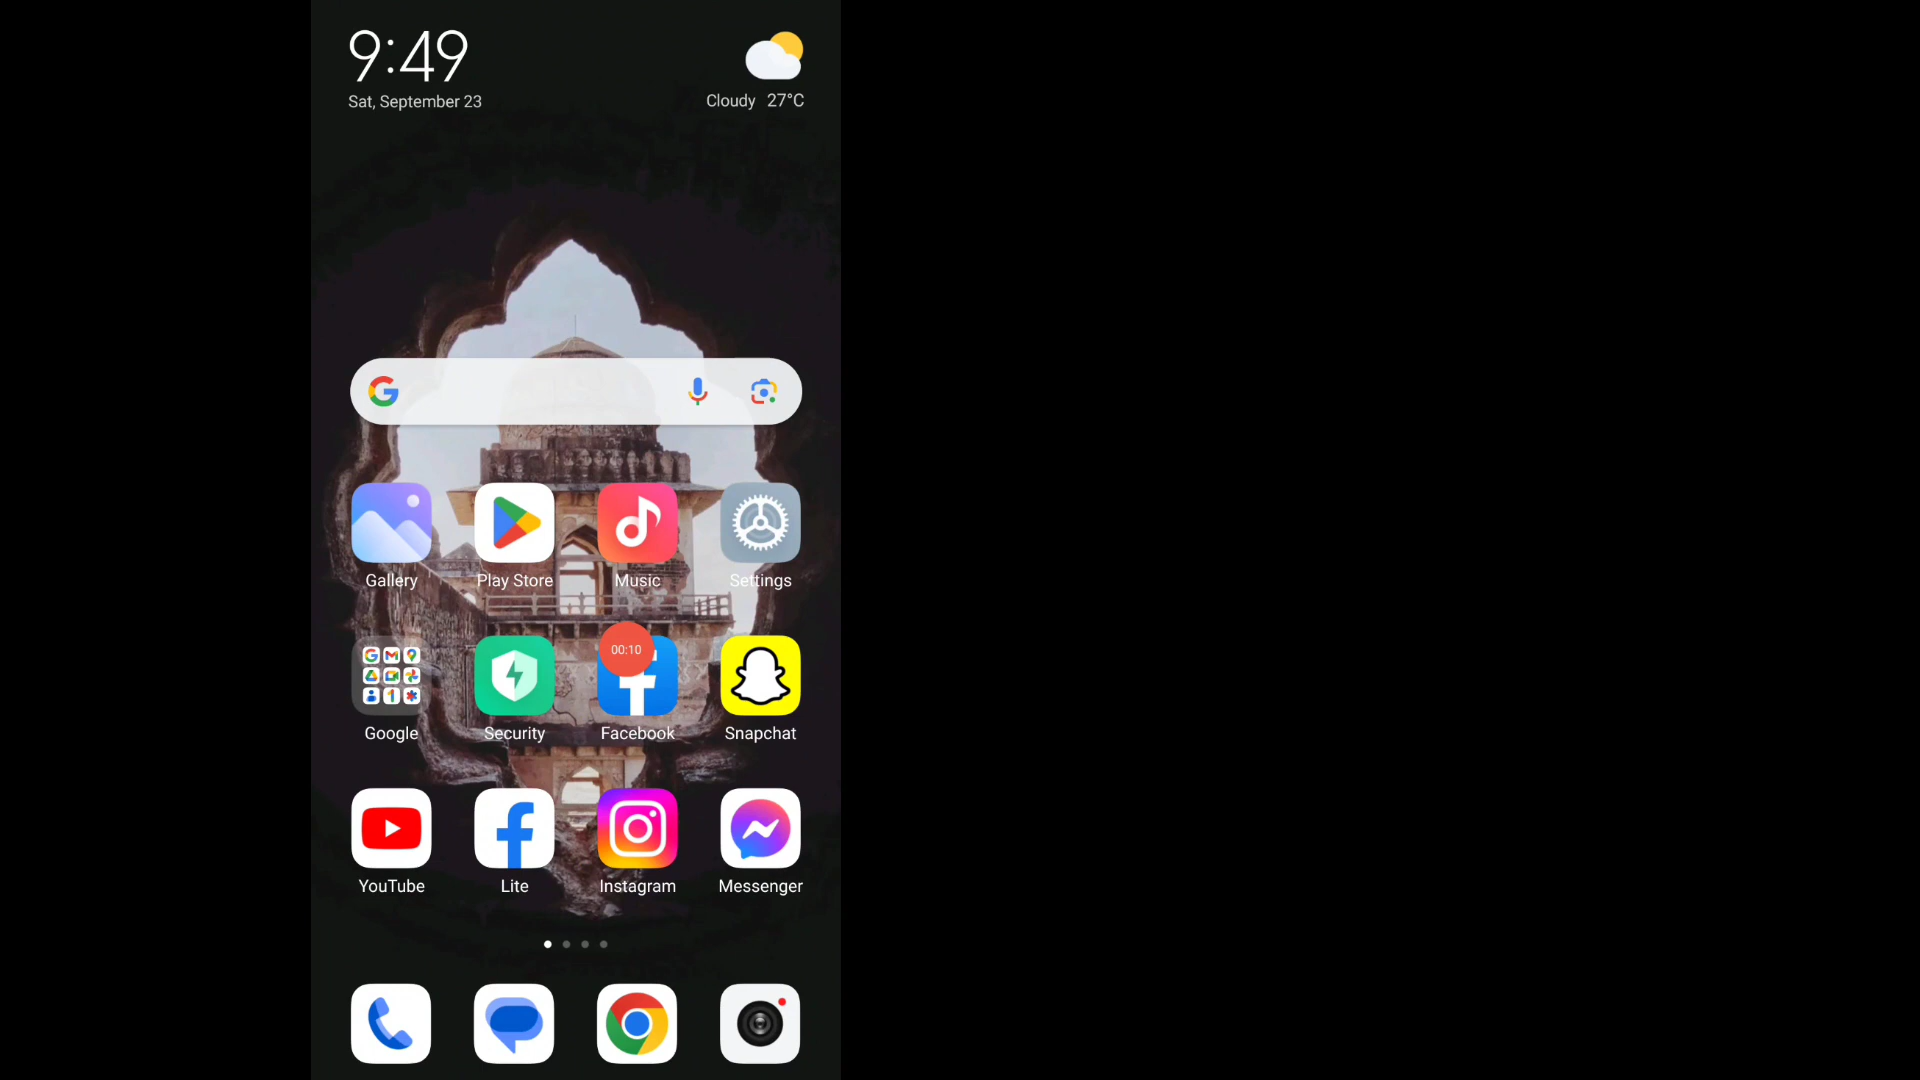 9:49
Sat, September 23
Cloudy 27°C
Gallery
Play Store
Music
Settings
00:10
Google
Security
Facebook
Snapchat
YouTube
Lite
Instagram
Messenger